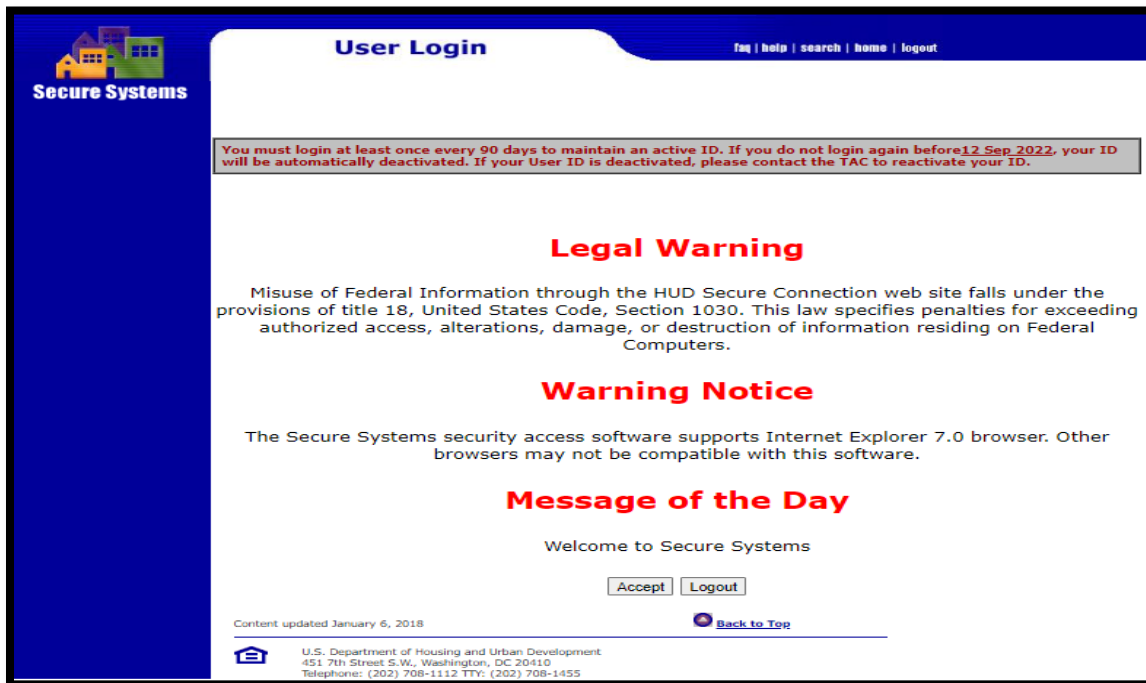 User Login
faq | help | search | home | logout
Secure Systems
You must login at least once every 90 days to maintain an active ID. If you do not login again before12 Sep 2022, your ID
will be automatically deactivated. If your User ID is deactivated, please contact the TAC to reactivate your ID.
Legal Warning
Misuse of Federal Information through the HUD Secure Connection web site falls under the
provisions of title 18, United States Code, Section 1030. This law specifies penalties for exceeding
authorized access, alterations, damage, or destruction of information residing on Federal
Computers.
Warning Notice
The Secure Systems security access software supports Internet Explorer 7.0 browser. Other
browsers may not be compatible with this software.
Message of the Day
Welcome to Secure Systems
Accept Logout
Content updated January 6, 2018 Back to Top
U.S. Department of Housing and Urban Development
451 7th Street S.W., Washington, DC 20410
Telephone: (202) 708-1112 TTY: (202) 708-1455